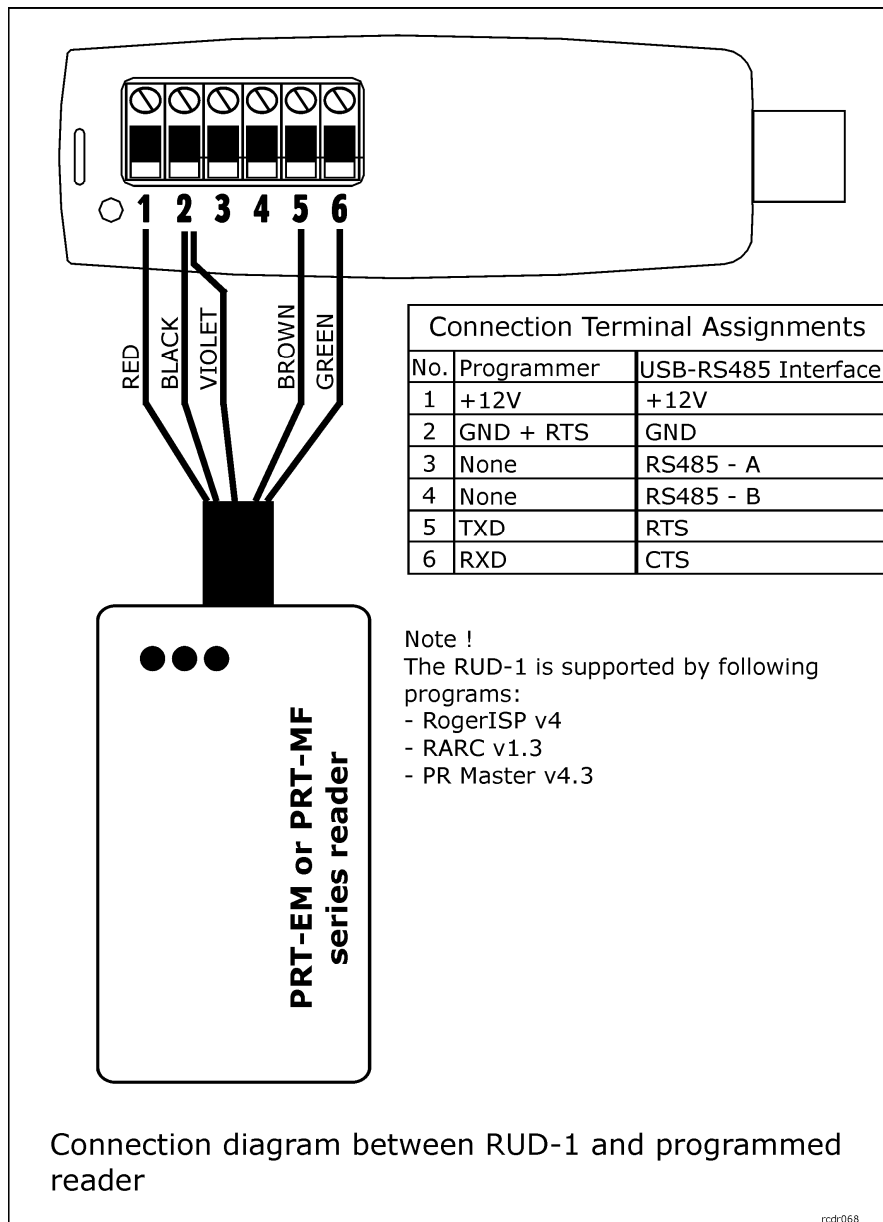 1 2 3 4 5 6
RED
BLACK
VIOLET
BROWN
GREEN
Connection Terminal Assignments
No. Programmer USB-RS485 Interface
1 +12V +12V
2 GND + RTS GND
3 None RS485 - A
4 None RS485 - B
5 TXD RTS
6 RXD CTS
Note !
The RUD-1 is supported by following
programs:
- RogerISP v4
- RARC v1.3
- PR Master v4.3
PRT-EM or PRT-MF
series reader
Connection diagram between RUD-1 and programmed
reader
rcdr068